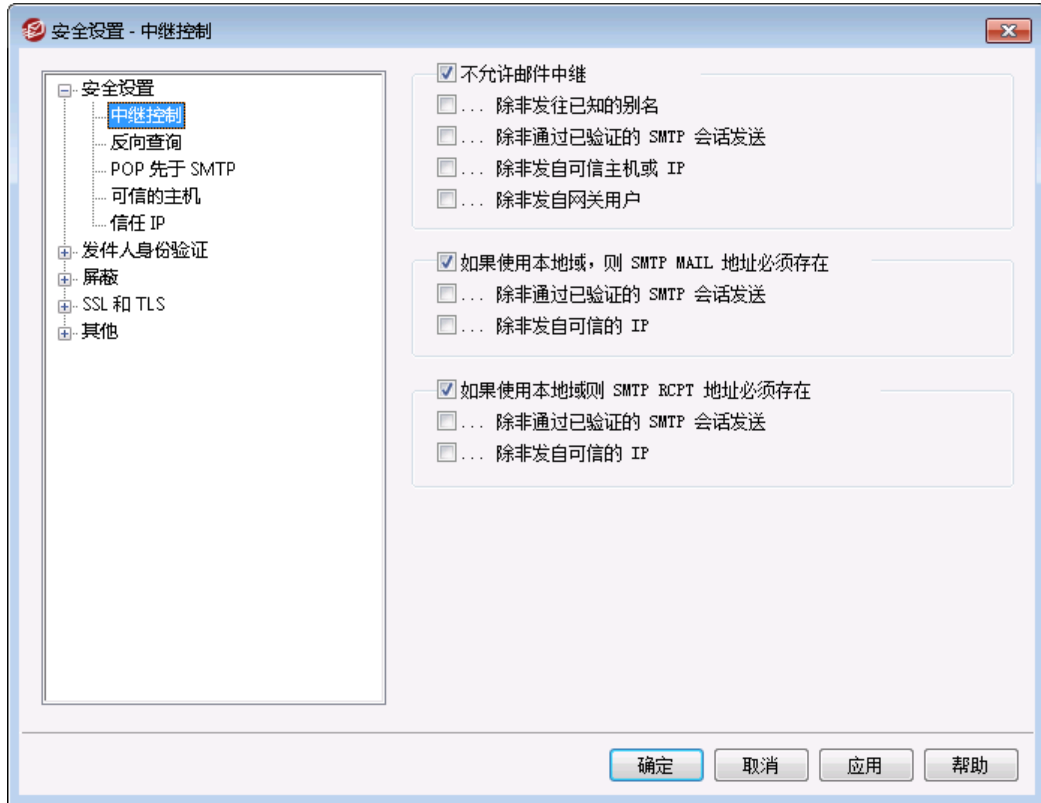 安全设置 - 中继控制
安全设置
中继控制
反向查询
POP 先于 SMTP
可信的主机
信任 IP
发件人身份验证
屏蔽
SSL 和 TLS
其他
不允许邮件中继
... 除非发往已知的别名
... 除非通过已验证的 SMTP 会话发送
... 除非发自可信主机或 IP
... 除非发自网关用户
如果使用本地域，则 SMTP MAIL 地址必须存在
... 除非通过已验证的 SMTP 会话发送
... 除非发自可信的 IP
如果使用本地域则 SMTP RCPT 地址必须存在
... 除非通过已验证的 SMTP 会话发送
... 除非发自可信的 IP
确定
取消
应用
帮助